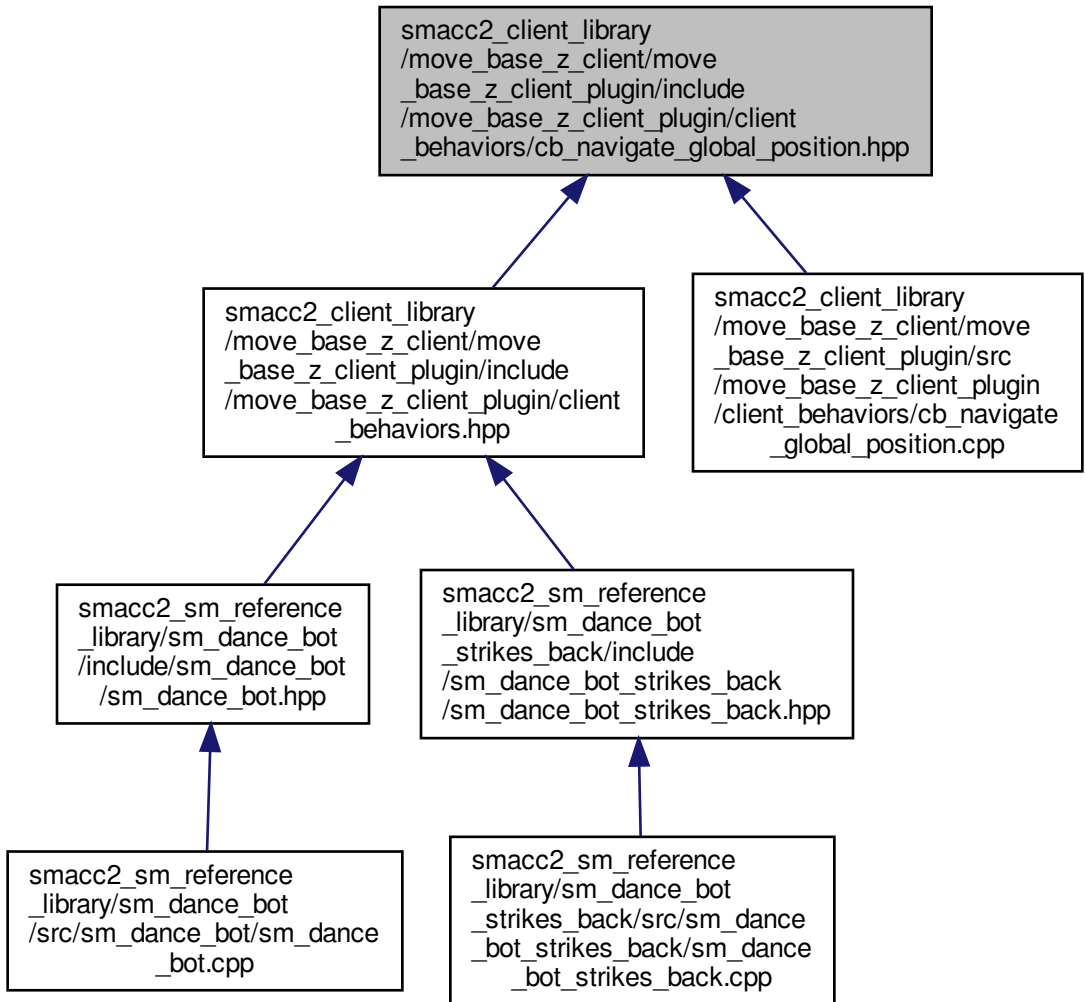 smacc2_client_library
/move_base_z_client/move
_base_z_client_plugin/include
/move_base_z_client_plugin/client
_behaviors/cb_navigate_global_position.hpp
smacc2_client_library
/move_base_z_client/move
_base_z_client_plugin/include
/move_base_z_client_plugin/client
_behaviors.hpp
smacc2_client_library
/move_base_z_client/move
_base_z_client_plugin/src
/move_base_z_client_plugin
/client_behaviors/cb_navigate
_global_position.cpp
smacc2_sm_reference
_library/sm_dance_bot
/include/sm_dance_bot
/sm_dance_bot.hpp
smacc2_sm_reference
_library/sm_dance_bot
_strikes_back/include
/sm_dance_bot_strikes_back
/sm_dance_bot_strikes_back.hpp
smacc2_sm_reference
_library/sm_dance_bot
/src/sm_dance_bot/sm_dance
_bot.cpp
smacc2_sm_reference
_library/sm_dance_bot
_strikes_back/src/sm_dance
_bot_strikes_back/sm_dance
_bot_strikes_back.cpp